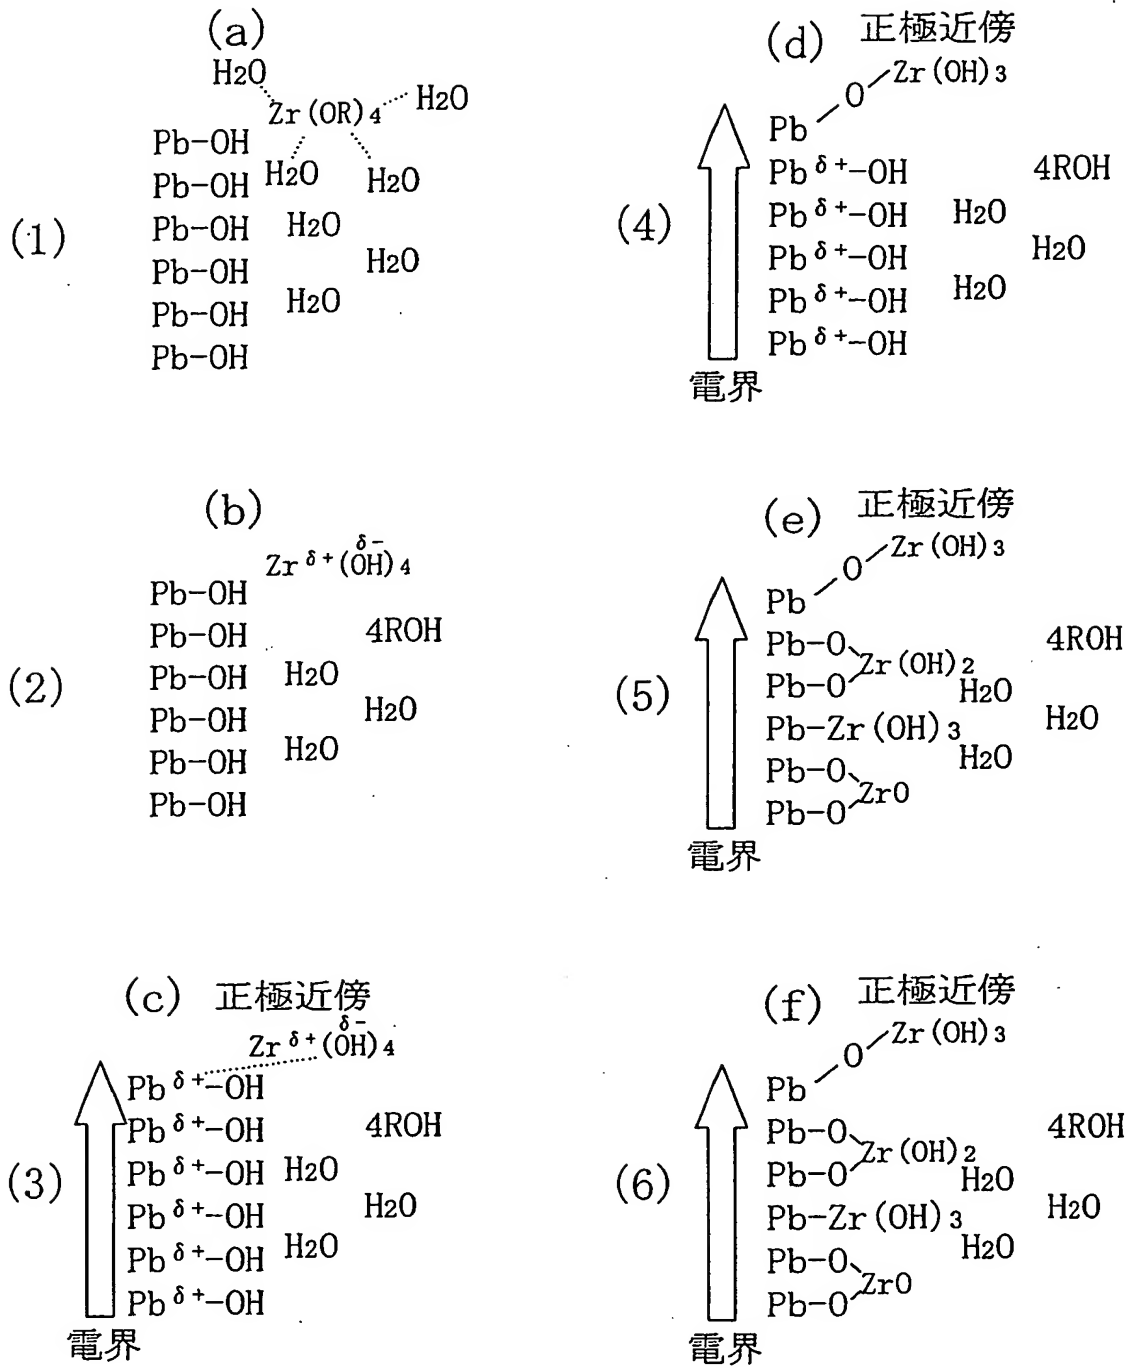 (a)
H2O
Zr(OR)4 H2O
Pb-OH
Pb-OH H2O H2O
(1) Pb-OH H2O
Pb-OH H2O
Pb-OH H2O
Pb-OH
(b)
Zr δ+(OH)4 δ-
Pb-OH
Pb-OH 4ROH
(2) Pb-OH H2O
Pb-OH H2O
Pb-OH H2O
Pb-OH
(c) 正極近傍
Zr δ+(OH)4 δ-
Pb δ+-OH
Pb δ+-OH 4ROH
(3) Pb δ+-OH H2O
Pb δ+-OH H2O
Pb δ+-OH H2O
Pb δ+-OH
電界
(d) 正極近傍
O Zr(OH)3
Pb
Pb δ+-OH 4ROH
(4) Pb δ+-OH H2O
Pb δ+-OH H2O
Pb δ+-OH H2O
Pb δ+-OH
電界
(e) 正極近傍
O Zr(OH)3
Pb
Pb-O 4ROH
Zr(OH)2
(5) Pb-O H2O
Pb-Zr(OH)3 H2O
Pb-O H2O
ZrO
Pb-O
電界
(f) 正極近傍
O Zr(OH)3
Pb
Pb-O 4ROH
Zr(OH)2
(6) Pb-O H2O
Pb-Zr(OH)3 H2O
Pb-O H2O
ZrO
Pb-O
電界